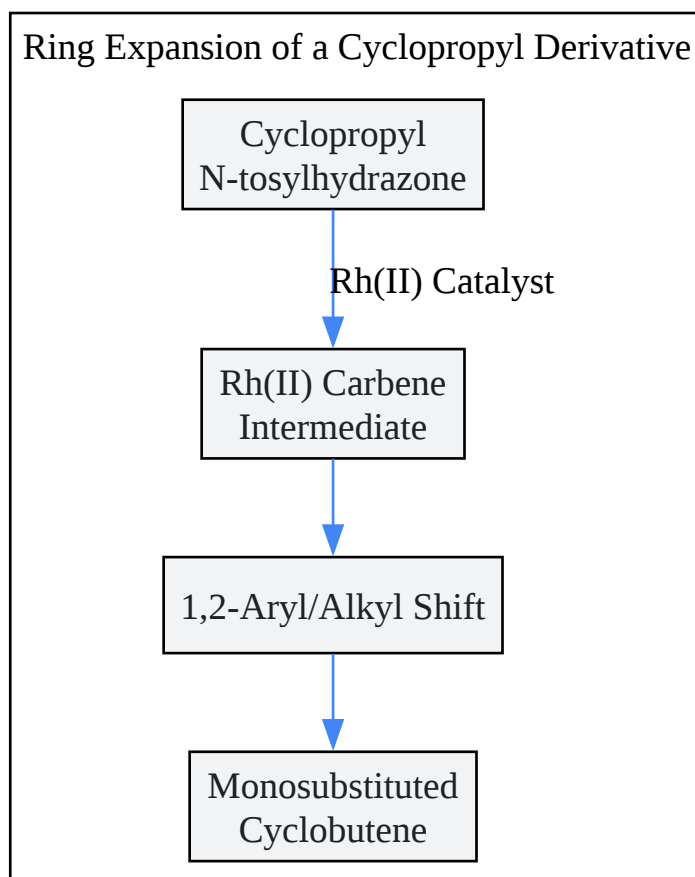 Ring Expansion of a Cyclopropyl Derivative
Cyclopropyl
N-tosylhydrazone
Rh(II) Catalyst
Rh(II) Carbene
Intermediate
1,2-Aryl/Alkyl Shift
Monosubstituted
Cyclobutene